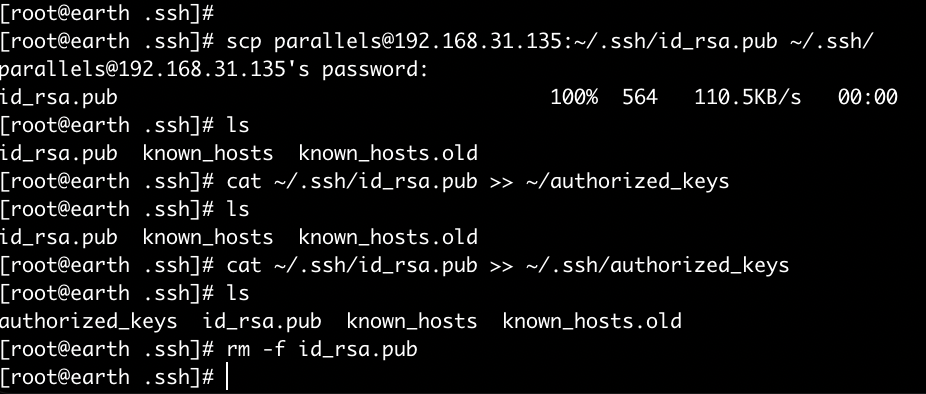 [root@earth .ssh]#
[root@earth .ssh]# scp parallels@192.168.31.135:~/.ssh/id_rsa.pub ~/.ssh/
parallels@192.168.31.135's password:
id_rsa.pub                                   100%  564   110.5KB/s   00:00
[root@earth .ssh]# ls
id_rsa.pub  known_hosts  known_hosts.old
[root@earth .ssh]# cat ~/.ssh/id_rsa.pub >> ~/authorized_keys
[root@earth .ssh]# ls
id_rsa.pub  known_hosts  known_hosts.old
[root@earth .ssh]# cat ~/.ssh/id_rsa.pub >> ~/.ssh/authorized_keys
[root@earth .ssh]# ls
authorized_keys  id_rsa.pub  known_hosts  known_hosts.old
[root@earth .ssh]# rm -f id_rsa.pub
[root@earth .ssh]#